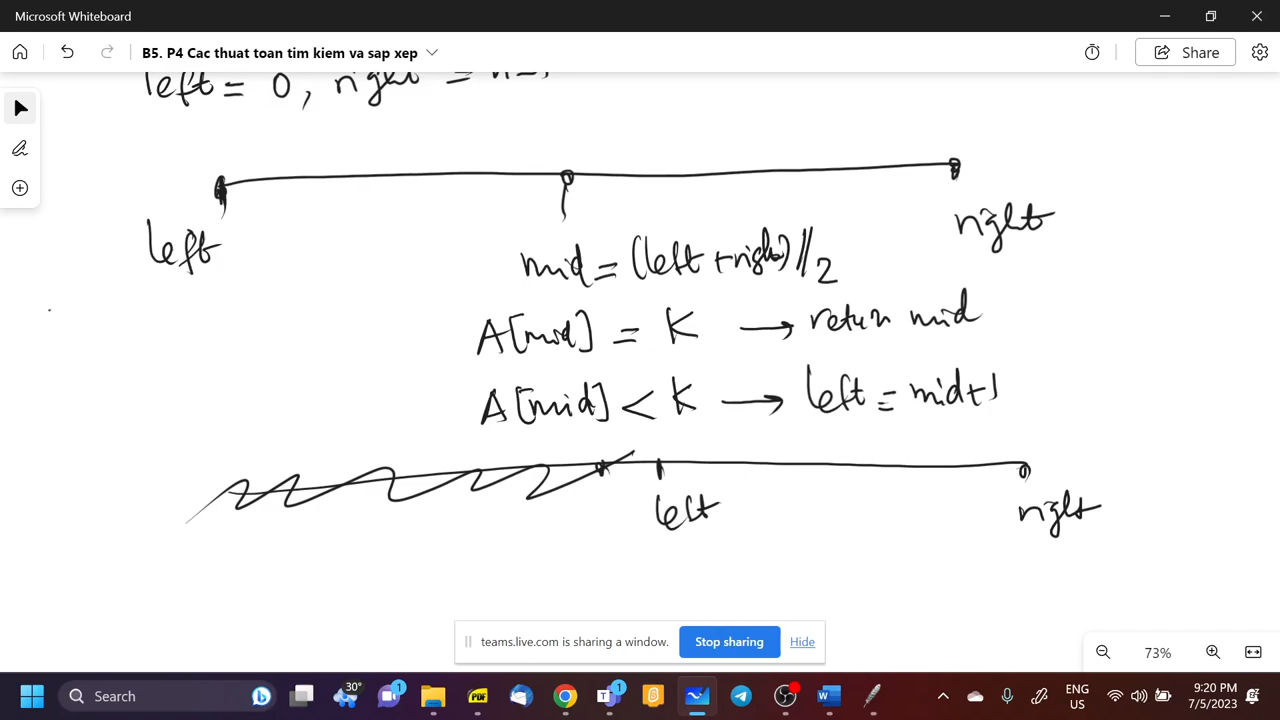 Microsoft Whiteboard
B5. P4 Cac thuat toan tim kiem va sap xep
Share
left = 0, right =
left
right
mid = (left+right)//2
A[mid] = K → return mid
A[mid] < K → left = mid+1
left
right
teams.live.com is sharing a window.
Stop sharing
Hide
73%
Search
30°
1
PDF
1
ENG
US
9:20 PM
7/5/2023